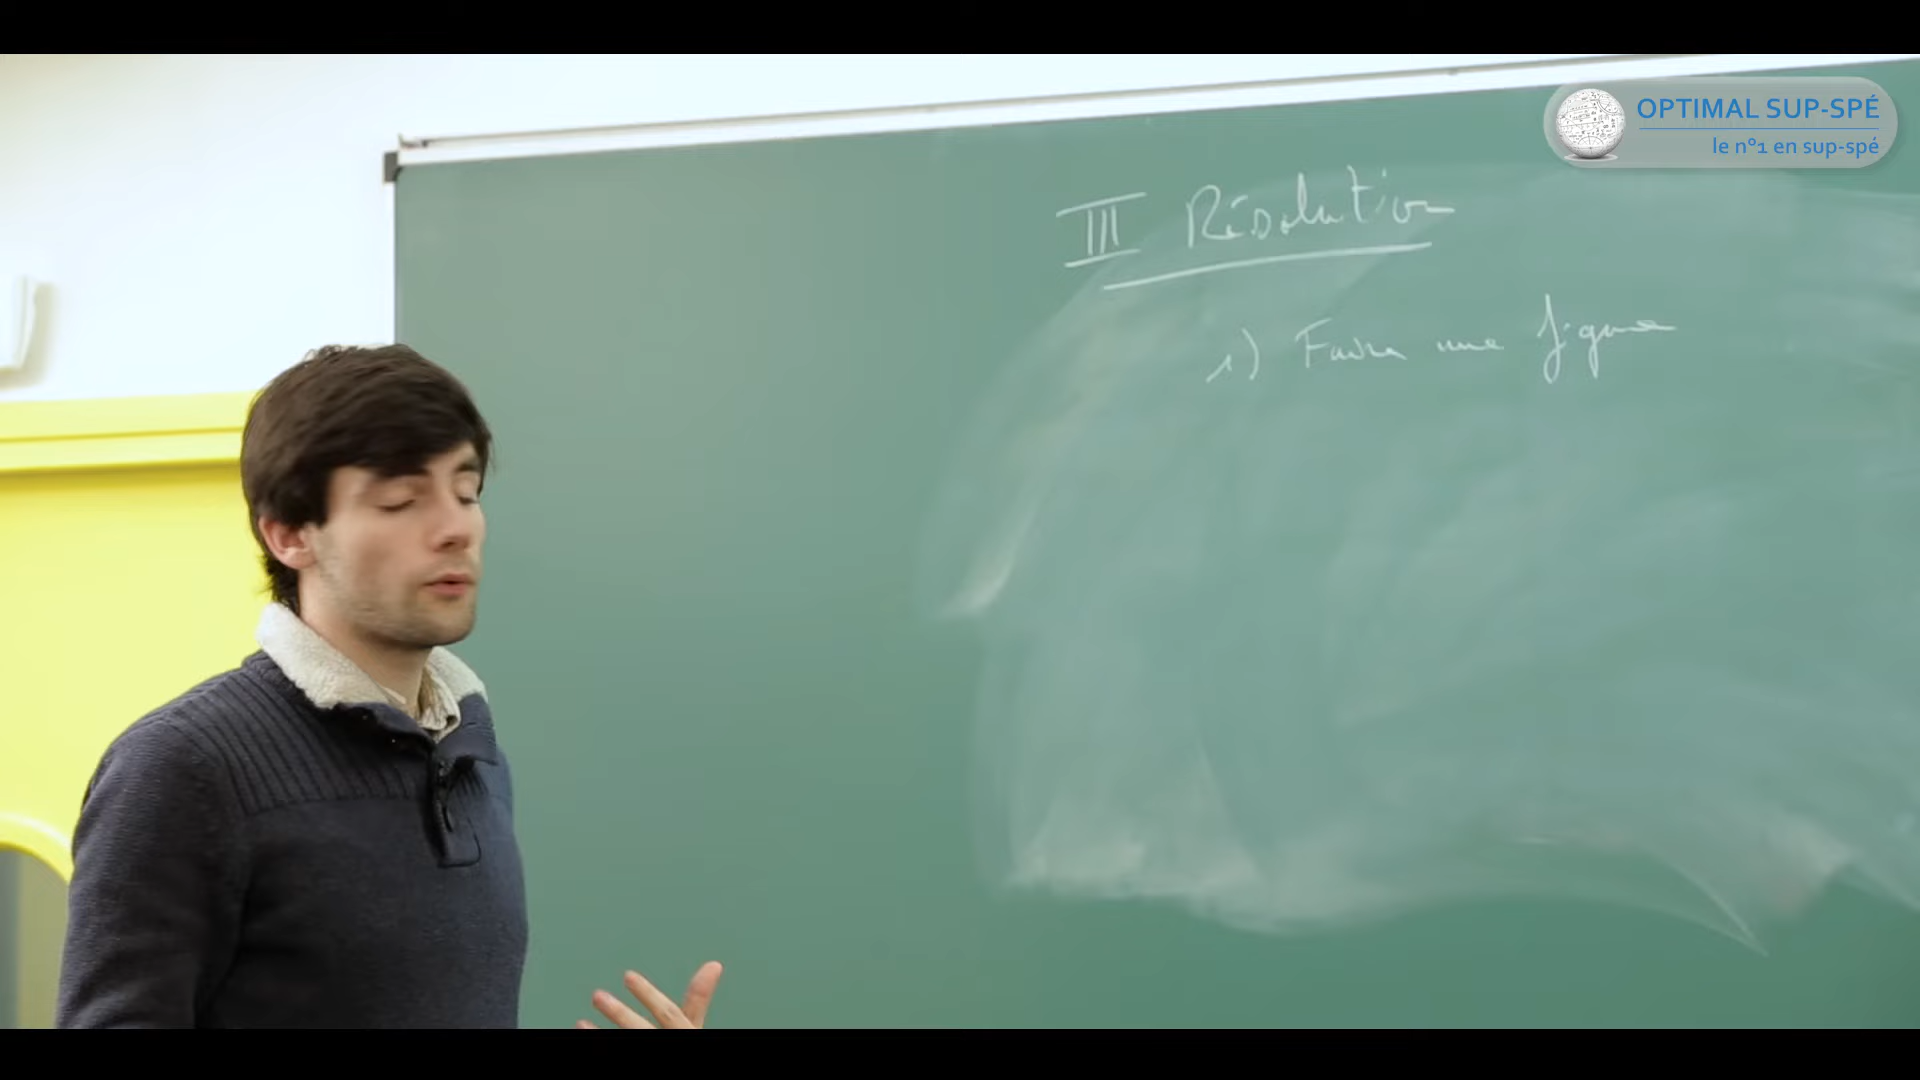 OPTIMAL SUP-SPÉ
le n°1 en sup-spé
III Résolution
1) Faire une figure